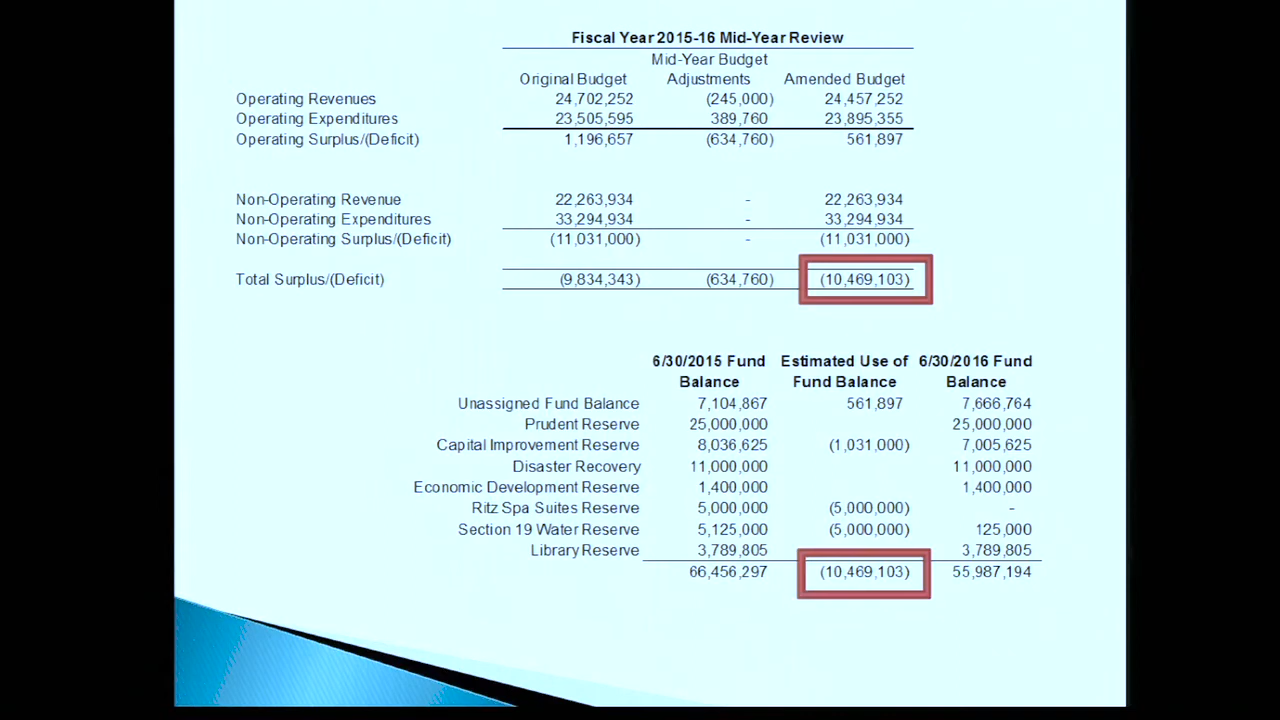 Fiscal Year 2015-16 Mid-Year Review
Mid-Year Budget
Original Budget Adjustments Amended Budget
Operating Revenues 24,702,252 (245,000) 24,457,252
Operating Expenditures 23,505,595 389,760 23,895,355
Operating Surplus/(Deficit) 1,196,657 (634,760) 561,897
Non-Operating Revenue 22,263,934 - 22,263,934
Non-Operating Expenditures 33,294,934 - 33,294,934
Non-Operating Surplus/(Deficit) (11,031,000) - (11,031,000)
Total Surplus/(Deficit) (9,834,343) (634,760) (10,469,103)
6/30/2015 Fund Estimated Use of 6/30/2016 Fund
Balance Fund Balance Balance
Unassigned Fund Balance 7,104,867 561,897 7,666,764
Prudent Reserve 25,000,000 25,000,000
Capital Improvement Reserve 8,036,625 (1,031,000) 7,005,625
Disaster Recovery 11,000,000 11,000,000
Economic Development Reserve 1,400,000 1,400,000
Ritz Spa Suites Reserve 5,000,000 (5,000,000) -
Section 19 Water Reserve 5,125,000 (5,000,000) 125,000
Library Reserve 3,789,805 3,789,805
66,456,297 (10,469,103) 55,987,194